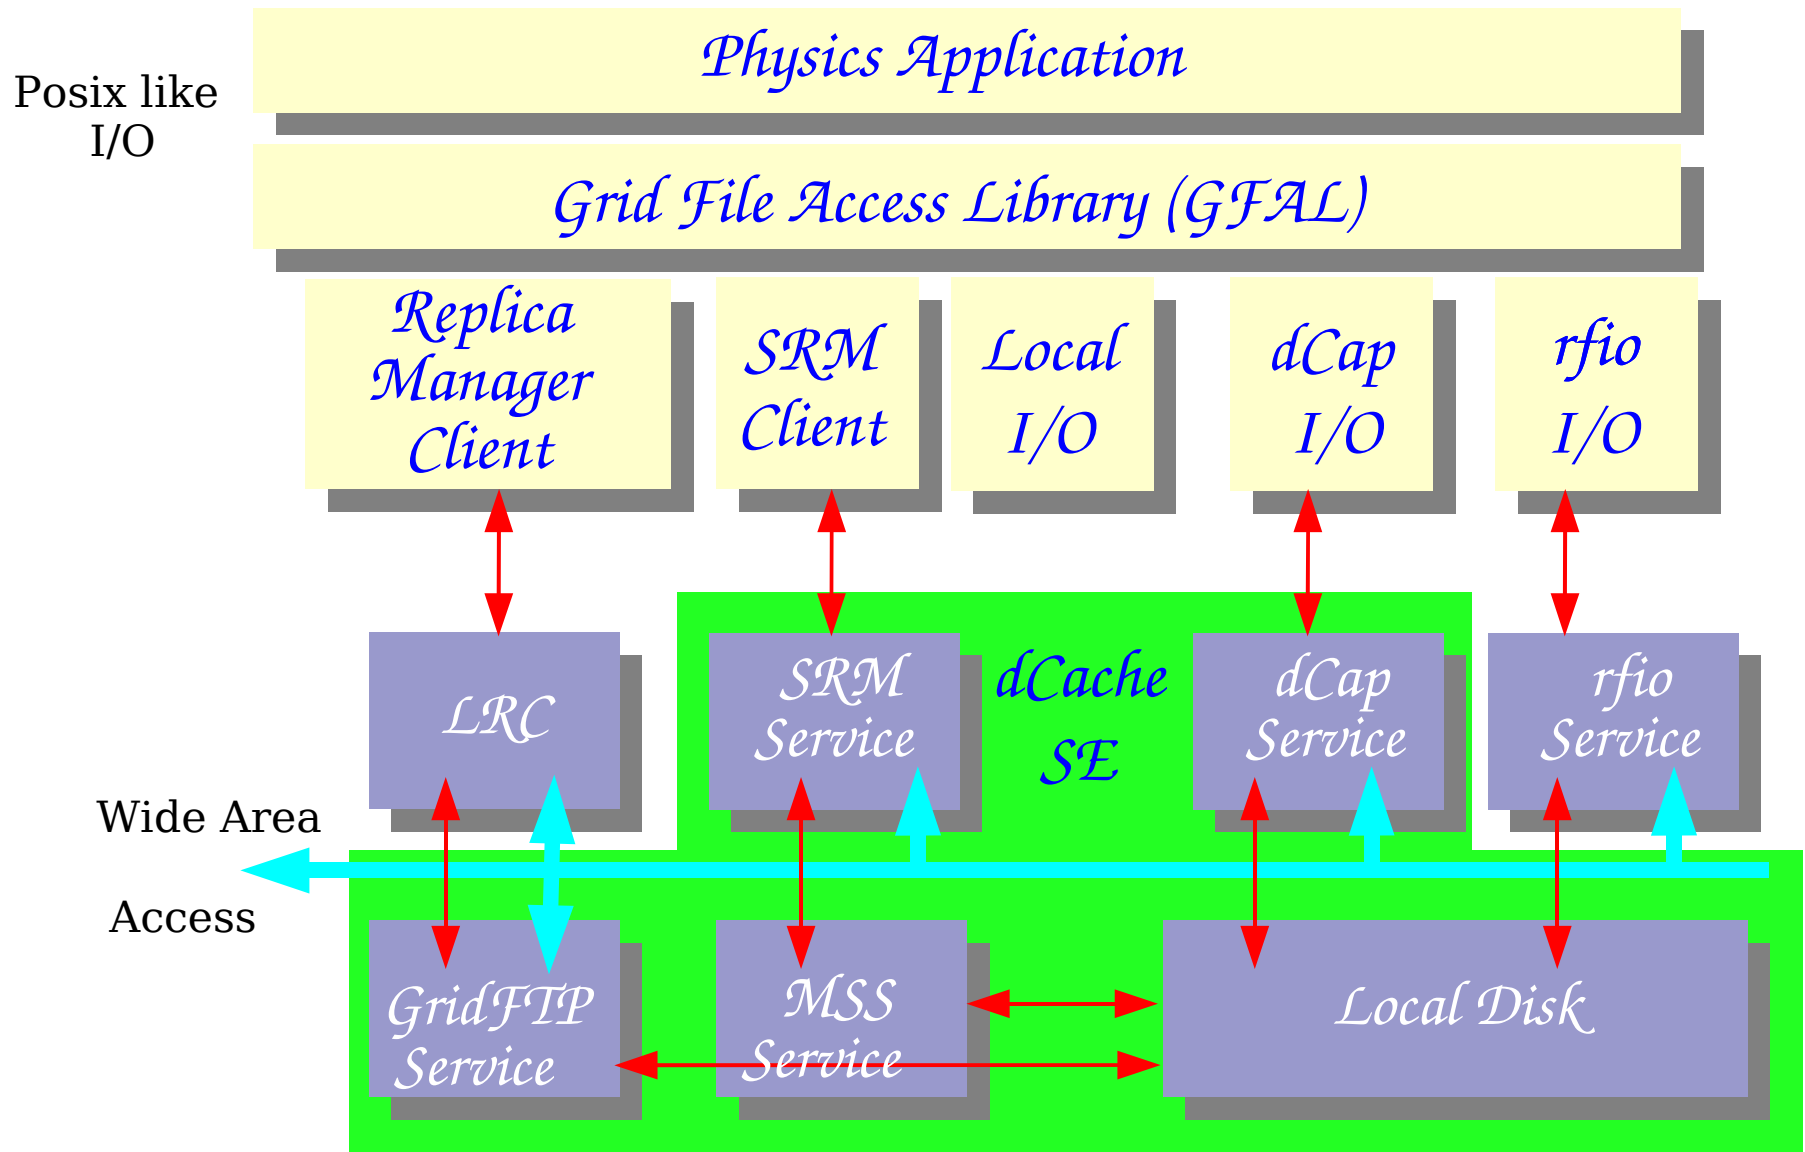 Physics Application
Posix like
I/O
Grid File Access Library (GFAL)
Replica
Manager
Client
SRM
Client
Local
I/O
dCap
I/O
rfio
I/O
LRC
SRM
Service
dCache
SE
dCap
Service
rfio
Service
Wide Area
Access
GridFTP
Service
MSS
Service
Local Disk